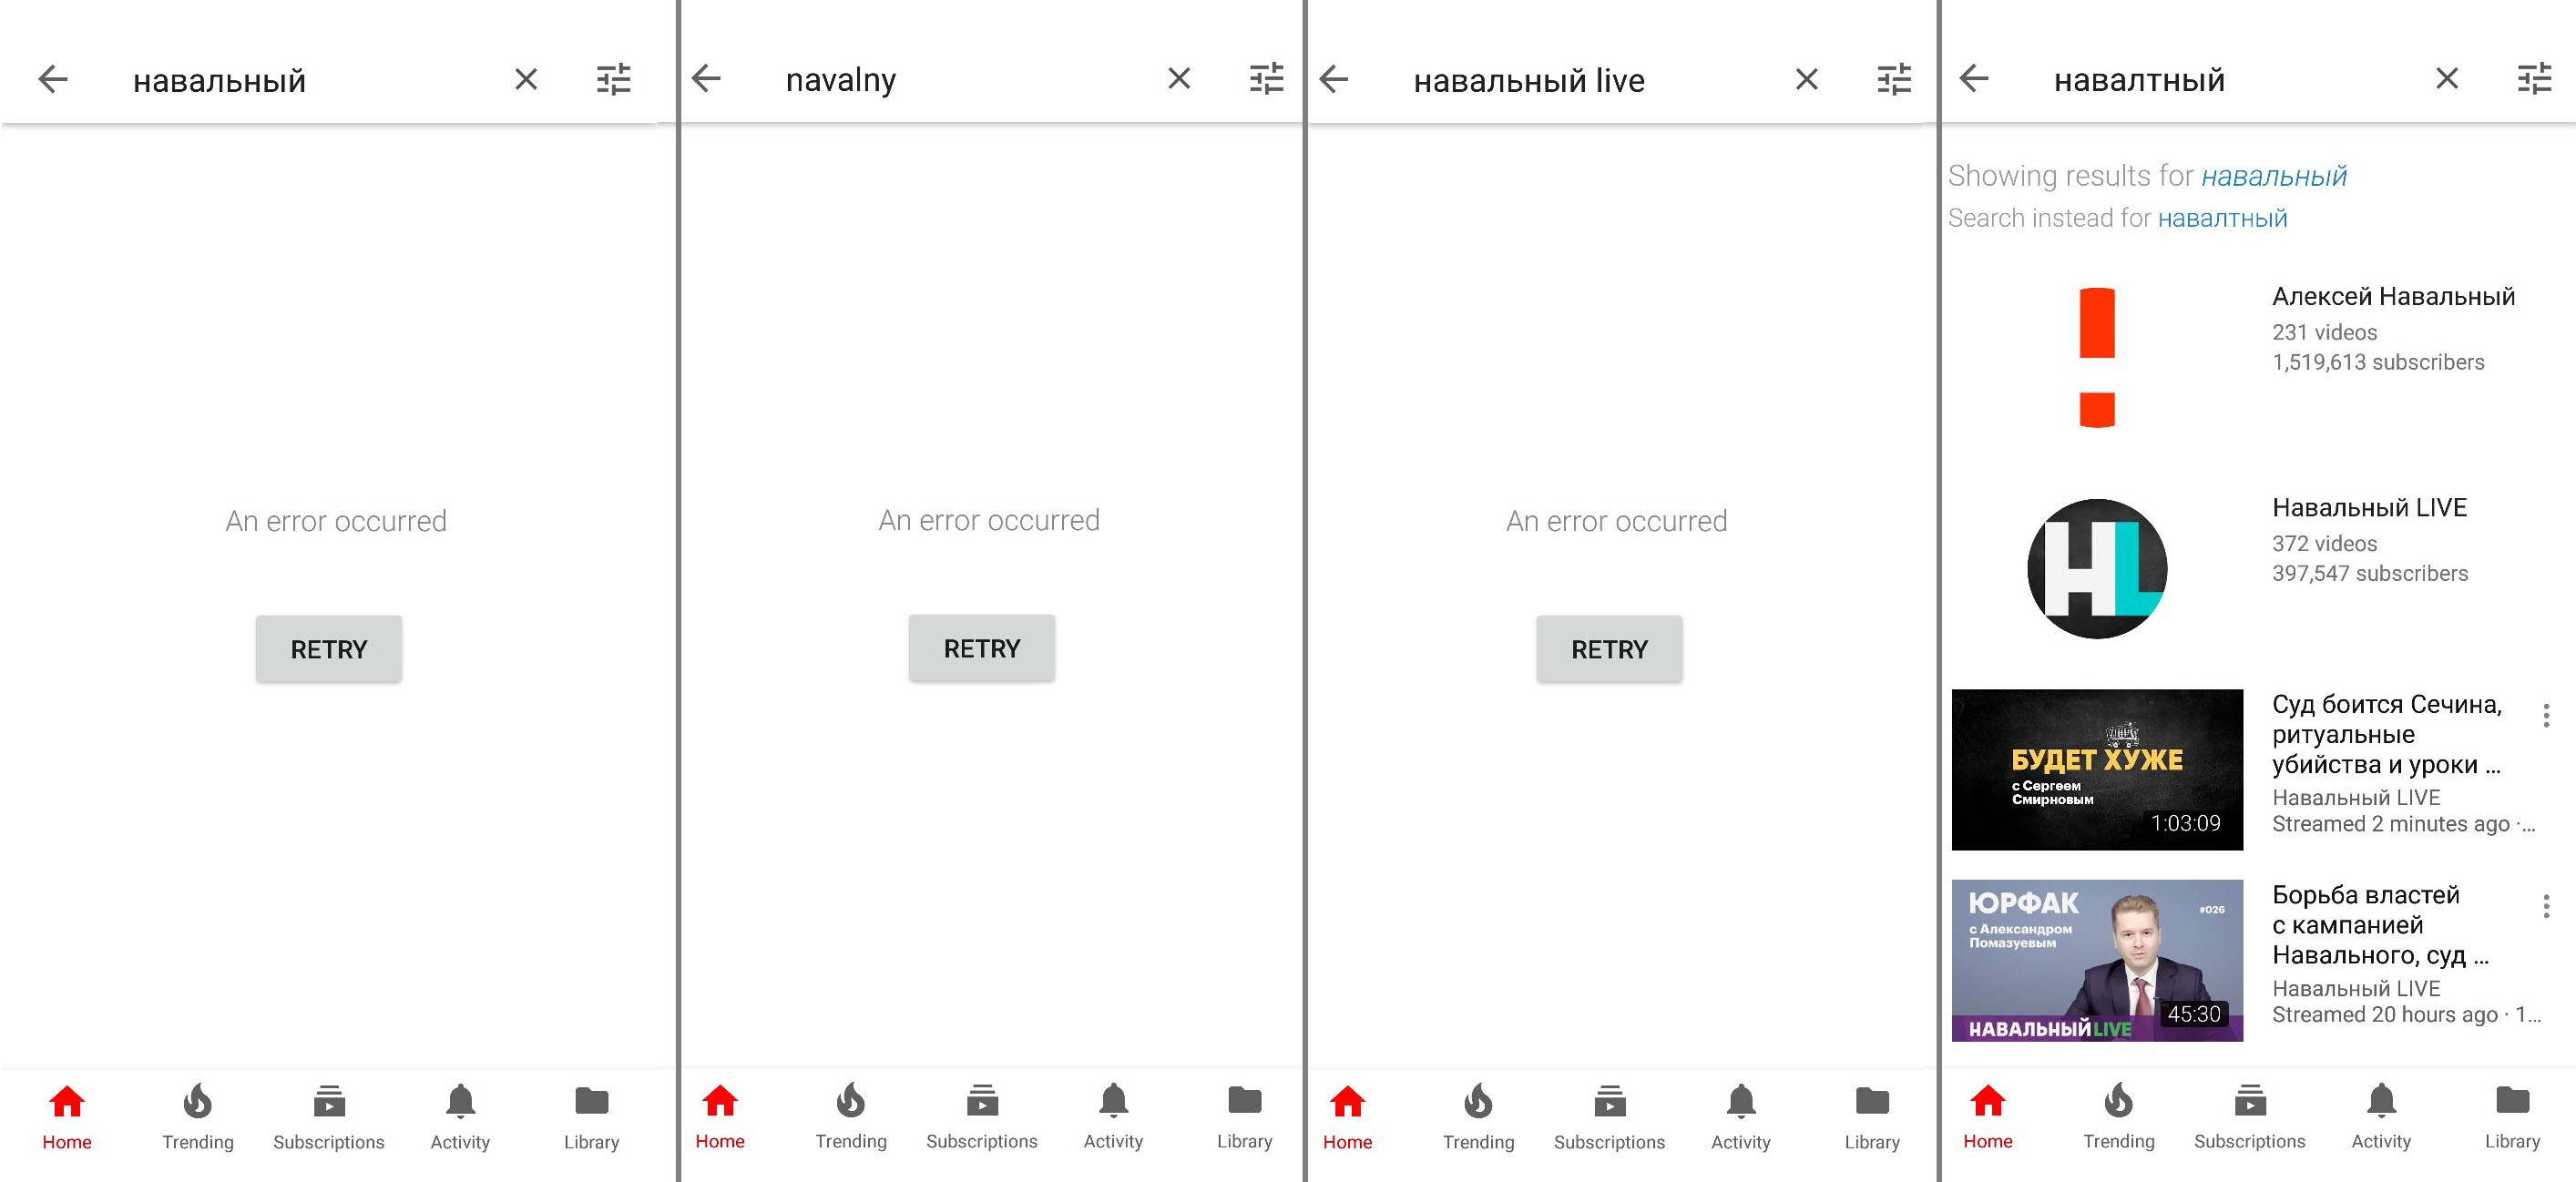 навальный
An error occurred
RETRY
Home Trending Subscriptions Activity Library
navalny
An error occurred
RETRY
Home Trending Subscriptions Activity Library
навальный live
An error occurred
RETRY
Home Trending Subscriptions Activity Library
навалтный
Showing results for навальный
Search instead for навалтный
Алексей Навальный
231 videos
1,519,613 subscribers
HL
Навальный LIVE
372 videos
397,547 subscribers
БУДЕТ ХУЖЕ
с Сергеем
Смирновым
1:03:09
Суд боится Сечина,
ритуальные
убийства и уроки ...
Навальный LIVE
Streamed 2 minutes ago ·...
ЮРФАК
#026
с Александром
Помазуевым
45:30
НАВАЛЬНЫЙ LIVE
Борьба властей
с кампанией
Навального, суд ...
Навальный LIVE
Streamed 20 hours ago · 1...
Home Trending Subscriptions Activity Library